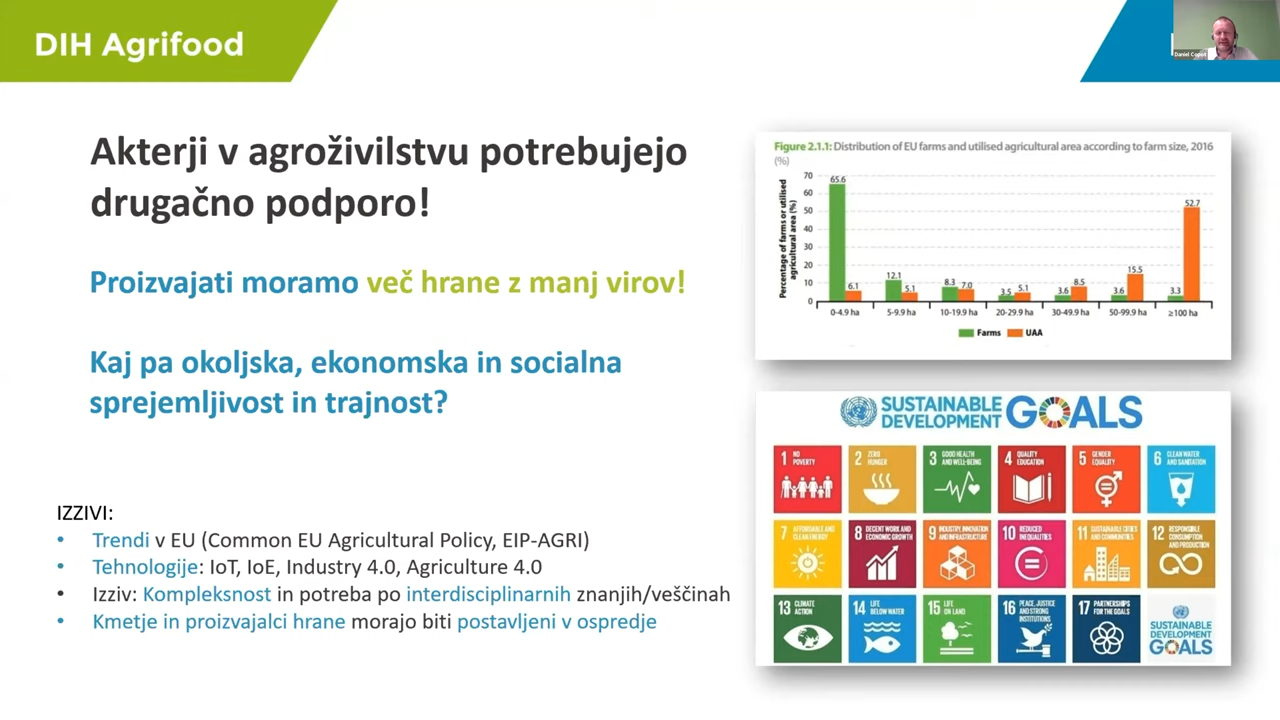 DIH Agrifood
Daniel Copot
Akterji v agroživilstvu potrebujejo
drugačno podporo!
Proizvajati moramo več hrane z manj virov!
Kaj pa okoljska, ekonomska in socialna
sprejemljivost in trajnost?
IZZIVI:
• Trendi v EU (Common EU Agricultural Policy, EIP-AGRI)
• Tehnologije: IoT, IoE, Industry 4.0, Agriculture 4.0
• Izziv: Kompleksnost in potreba po interdisciplinarnih znanjih/veščinah
• Kmetje in proizvajalci hrane morajo biti postavljeni v ospredje
Figure 2.1.1: Distribution of EU farms and utilised agricultural area according to farm size, 2016
(%)
Percentage of farms or utilised
agricultural area (%)
70
60
50
40
30
20
10
0
65.6
6.1
12.1
5.1
8.3
7.0
3.5
5.1
3.6
8.5
3.6
15.5
3.3
52.7
0-4.9 ha
5-9.9 ha
10-19.9 ha
20-29.9 ha
30-49.9 ha
50-99.9 ha
≥100 ha
Farms UAA
SUSTAINABLE
DEVELOPMENT GOALS
1 NO
POVERTY
2 ZERO
HUNGER
3 GOOD HEALTH
AND WELL-BEING
4 QUALITY
EDUCATION
5 GENDER
EQUALITY
6 CLEAN WATER
AND SANITATION
7 AFFORDABLE AND
CLEAN ENERGY
8 DECENT WORK AND
ECONOMIC GROWTH
9 INDUSTRY, INNOVATION
AND INFRASTRUCTURE
10 REDUCED
INEQUALITIES
11 SUSTAINABLE CITIES
AND COMMUNITIES
12 RESPONSIBLE
CONSUMPTION
AND PRODUCTION
13 CLIMATE
ACTION
14 LIFE
BELOW WATER
15 LIFE
ON LAND
16 PEACE, JUSTICE
AND STRONG
INSTITUTIONS
17 PARTNERSHIPS
FOR THE GOALS
SUSTAINABLE
DEVELOPMENT
GOALS